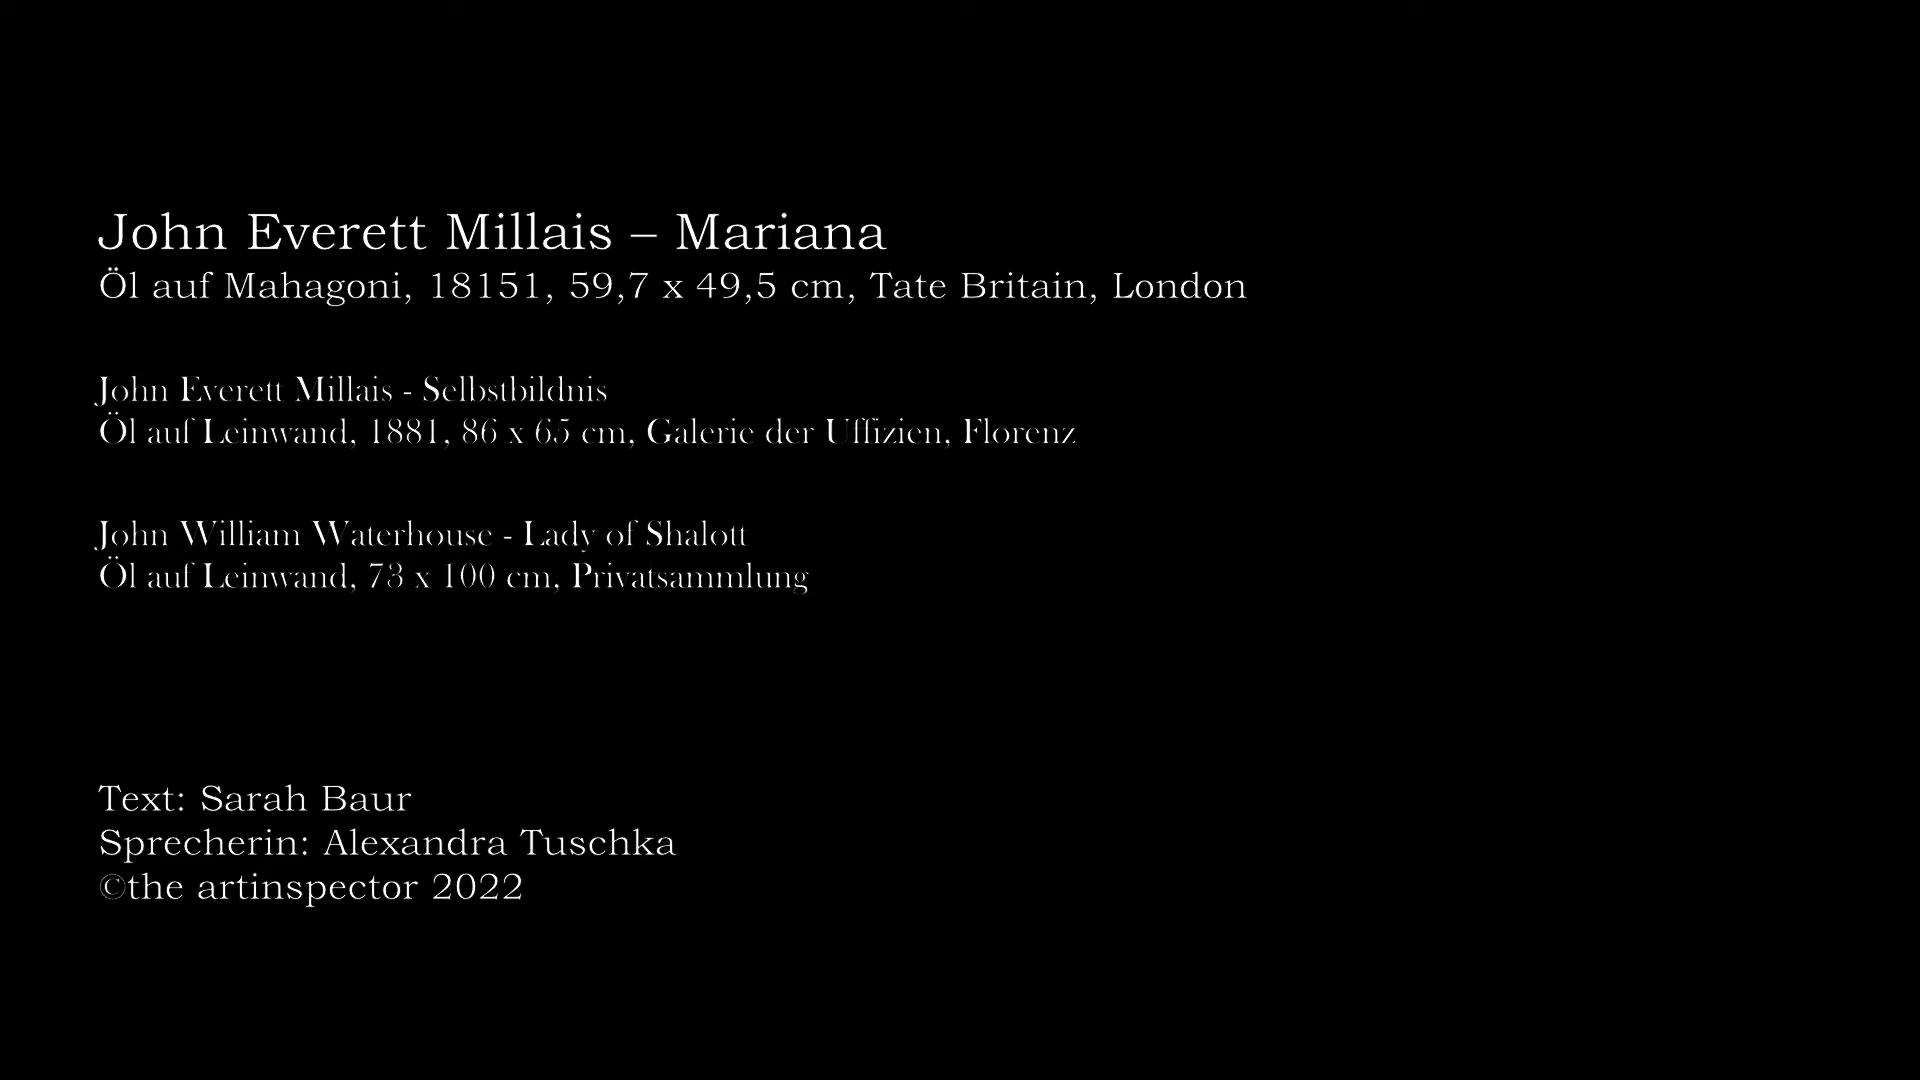 John Everett Millais – Mariana
Öl auf Mahagoni, 18151, 59,7 x 49,5 cm, Tate Britain, London
John Everett Millais - Selbstbildnis
Öl auf Leinwand, 1881, 86 x 65 cm, Galerie der Uffizien, Florenz
John William Waterhouse - Lady of Shalott
Öl auf Leinwand, 73 x 100 cm, Privatsammlung
Text: Sarah Baur
Sprecherin: Alexandra Tuschka
©the artinspector 2022